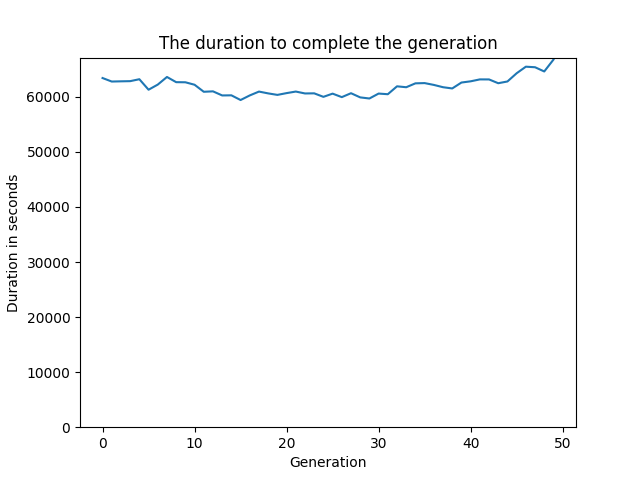 The duration to complete the generation
60000
50000
40000
30000
20000
10000
0
Duration in seconds
0 10 20 30 40 50
Generation